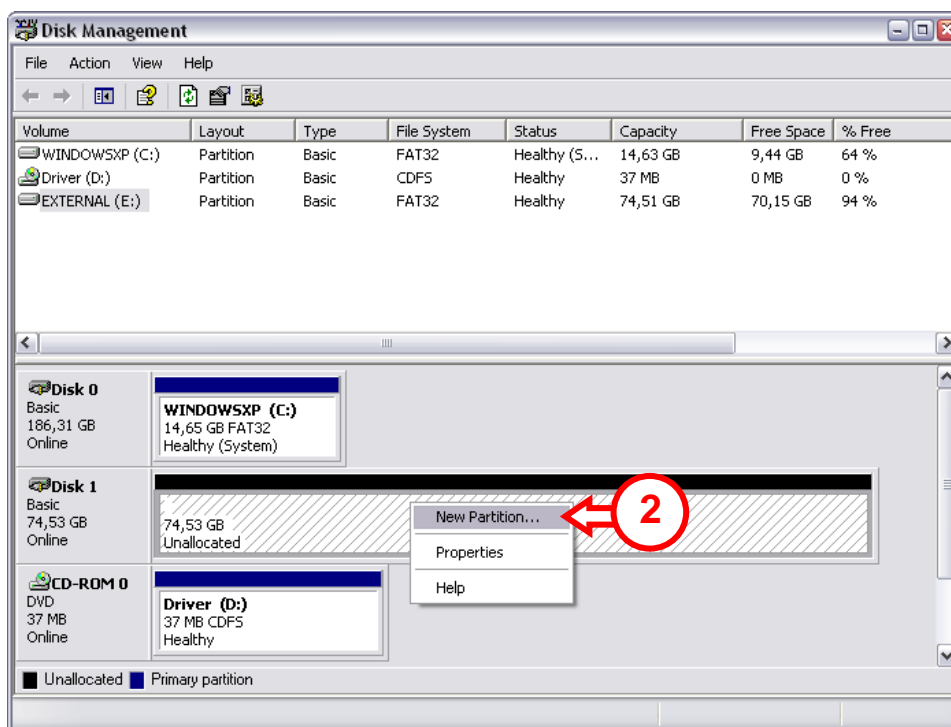 Disk Management
File Action View Help
Volume Layout Type File System Status Capacity Free Space % Free
WINDOWSXP (C:) Partition Basic FAT32 Healthy (S... 14,63 GB 9,44 GB 64 %
Driver (D:) Partition Basic CDFS Healthy 37 MB 0 MB 0 %
EXTERNAL (E:) Partition Basic FAT32 Healthy 74,51 GB 70,15 GB 94 %
Disk 0
Basic
186,31 GB
Online
WINDOWSXP (C:)
14,65 GB FAT32
Healthy (System)
Disk 1
Basic
74,53 GB
Online
74,53 GB
Unallocated
New Partition...
Properties
Help
2
CD-ROM 0
DVD
37 MB
Online
Driver (D:)
37 MB CDFS
Healthy
Unallocated Primary partition